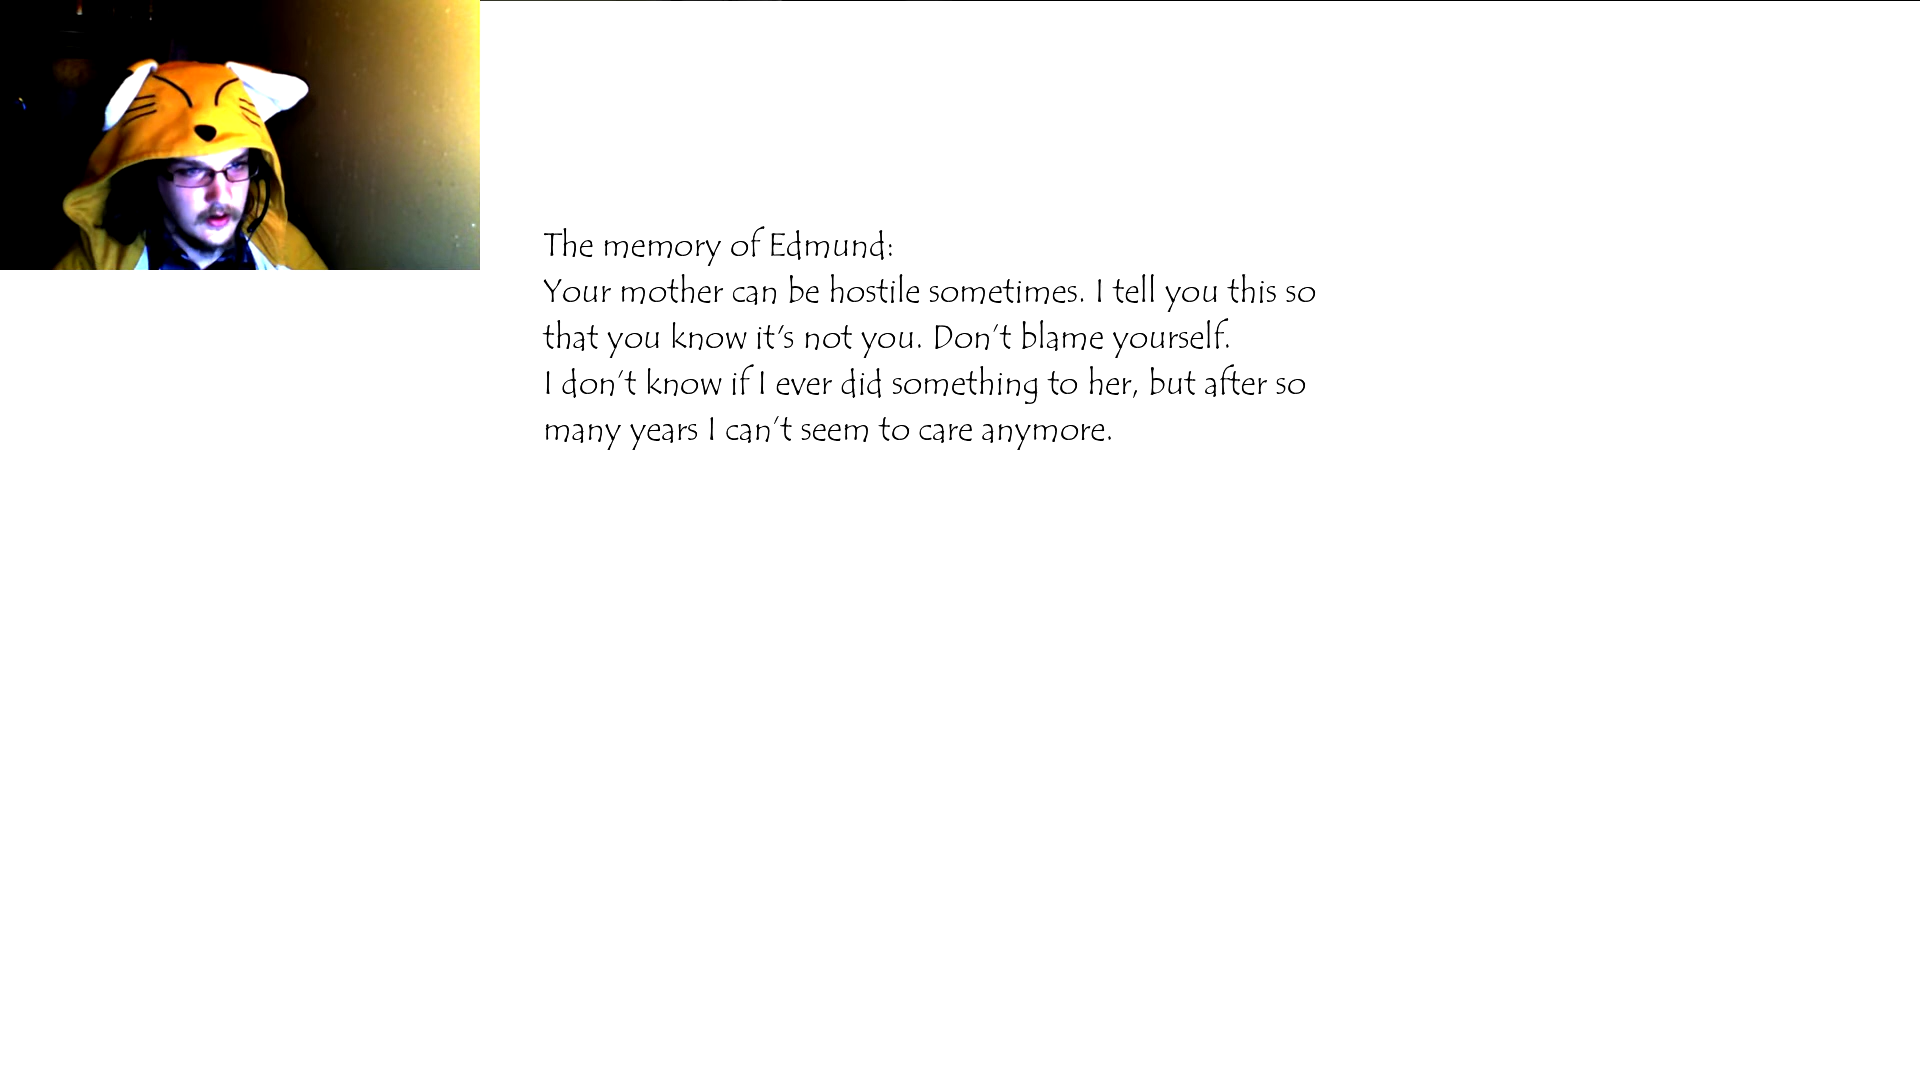 The memory of Edmund:
Your mother can be hostile sometimes. I tell you this so
that you know it's not you. Don't blame yourself.
I don't know if I ever did something to her, but after so
many years I can't seem to care anymore.